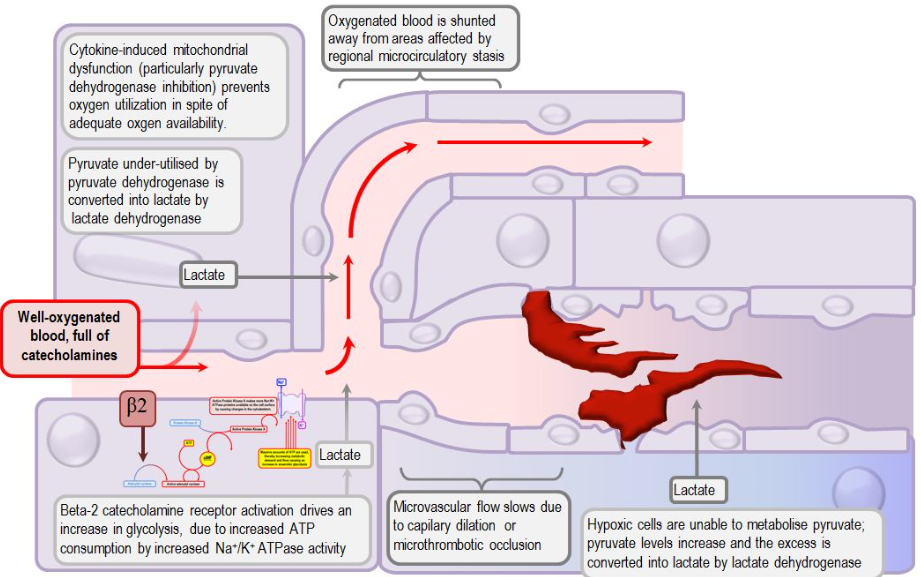 Oxygenated blood is shunted
away from areas affected by
regional microcirculatory stasis
Cytokine-induced mitochondrial
dysfunction (particularly pyruvate
dehydrogenase inhibition) prevents
oxygen utilization in spite of
adequate oxgen availability.
Pyruvate under-utilised by
pyruvate dehydrogenase is
converted into lactate by
lactate dehydrogenase
Lactate
Well-oxygenated
blood, full of
catecholamines
β2
ATP
Lactate
Beta-2 catecholamine receptor activation drives an
increase in glycolysis, due to increased ATP
consumption by increased Na⁺/K⁺ ATPase activity
Microvascular flow slows due
to capillary dilation or
microthrombotic occlusion
Lactate
Hypoxic cells are unable to metabolise pyruvate;
pyruvate levels increase and the excess is
converted into lactate by lactate dehydrogenase